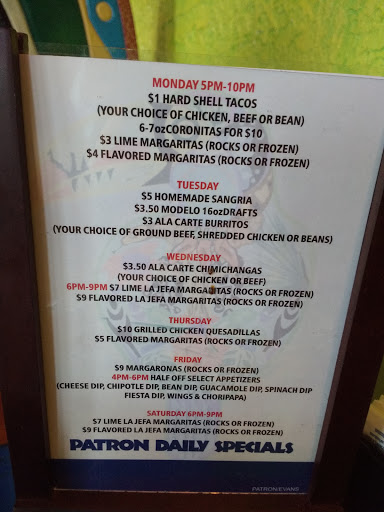 MONDAY 5PM-10PM
$1 HARD SHELL TACOS
(YOUR CHOICE OF CHICKEN, BEEF OR BEAN)
6-7ozCORONITAS FOR $10
$3 LIME MARGARITAS (ROCKS OR FROZEN)
$4 FLAVORED MARGARITAS (ROCKS OR FROZEN)
TUESDAY
$5 HOMEMADE SANGRIA
$3.50 MODELO 16ozDRAFTS
$3 ALA CARTE BURRITOS
(YOUR CHOICE OF GROUND BEEF, SHREDDED CHICKEN OR BEANS)
WEDNESDAY
$3.50 ALA CARTE CHIMICHANGAS
(YOUR CHOICE OF CHICKEN OR BEEF)
6PM-9PM $7 LIME LA JEFA MARGARITAS (ROCKS OR FROZEN)
$9 FLAVORED LA JEFA MARGARITAS (ROCKS OR FROZEN)
THURSDAY
$10 GRILLED CHICKEN QUESADILLAS
$5 FLAVORED MARGARITAS (ROCKS OR FROZEN)
FRIDAY
$9 MARGARONAS (ROCKS OR FROZEN)
4PM-6PM HALF OFF SELECT APPETIZERS
(CHEESE DIP, CHIPOTLE DIP, BEAN DIP, GUACAMOLE DIP, SPINACH DIP
FIESTA DIP, WINGS & CHORIPAPA)
SATURDAY 6PM-9PM
$7 LIME LA JEFA MARGARITAS (ROCKS OR FROZEN)
$9 FLAVORED LA JEFA MARGARITAS (ROCKS OR FROZEN)
PATRON DAILY SPECIALS
PATRON/EVANS